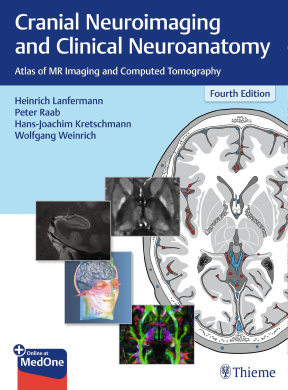 Cranial Neuroimaging
and Clinical Neuroanatomy
Atlas of MR Imaging and Computed Tomography
Fourth Edition
Heinrich Lanfermann
Peter Raab
Hans-Joachim Kretschmann
Wolfgang Weinrich
+ Online at
MedOne
Thieme